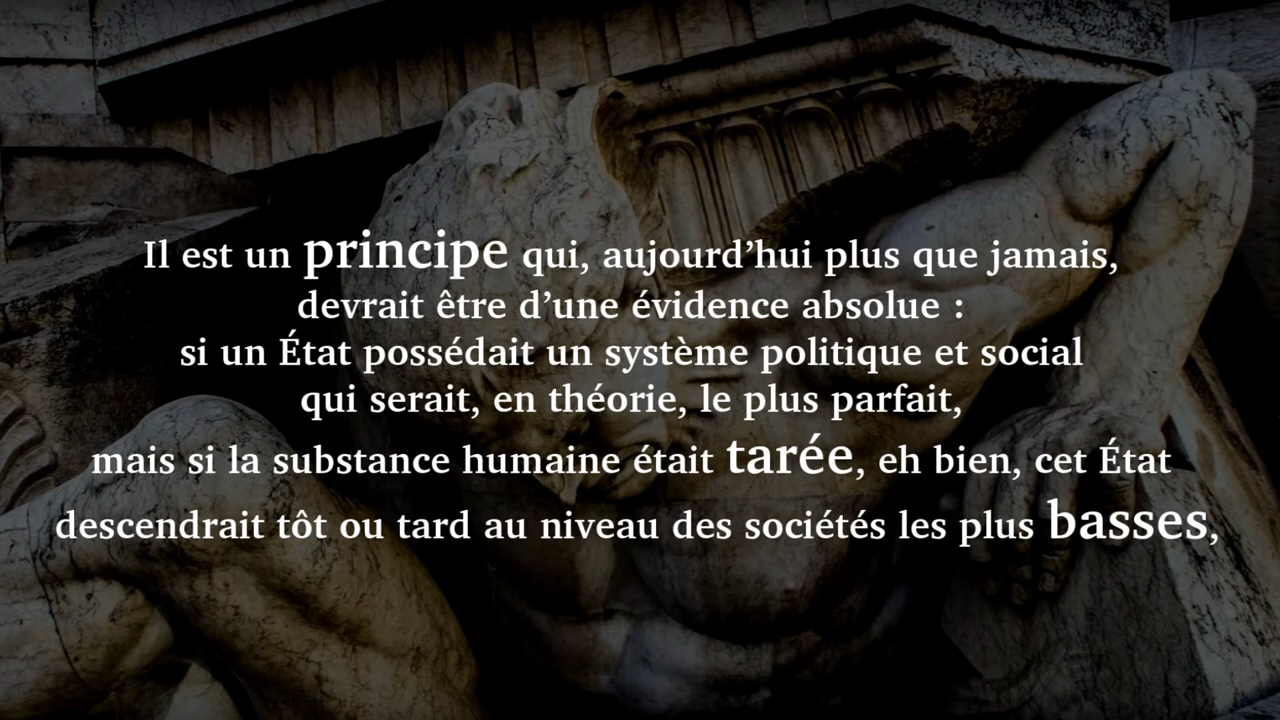 Il est un principe qui, aujourd’hui plus que jamais,
devrait être d’une évidence absolue :
si un État possédait un système politique et social
qui serait, en théorie, le plus parfait,
mais si la substance humaine était tarée, eh bien, cet État
descendrait tôt ou tard au niveau des sociétés les plus basses,